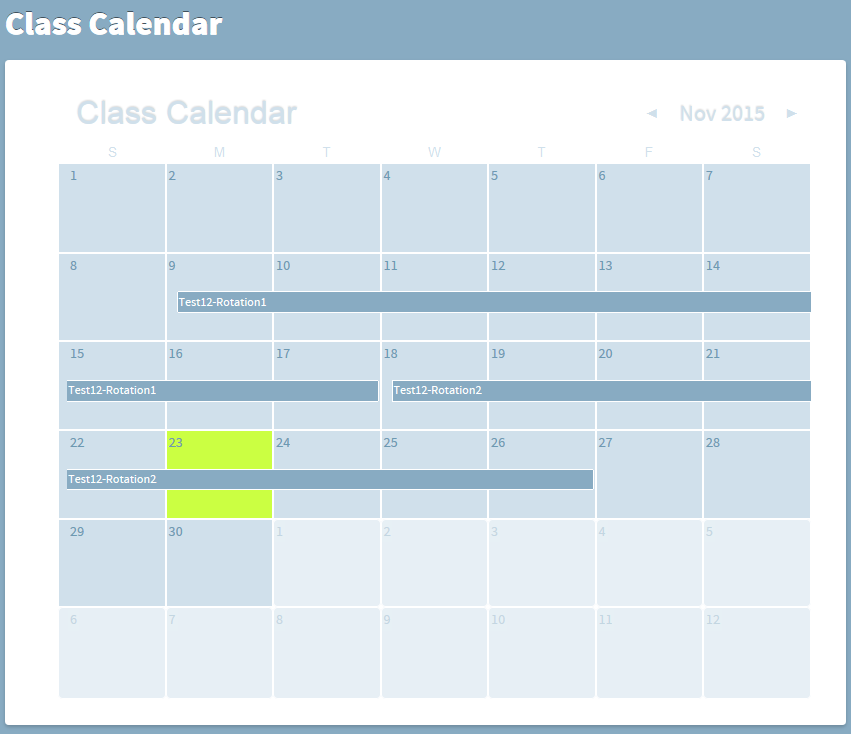 Class Calendar
Class Calendar
◄ Nov 2015 ►
S M T W T F S
1 2 3 4 5 6 7
8 9 10 11 12 13 14
Test12-Rotation1
15 16 17 18 19 20 21
Test12-Rotation1 Test12-Rotation2
22 23 24 25 26 27 28
Test12-Rotation2
29 30 1 2 3 4 5
6 7 8 9 10 11 12